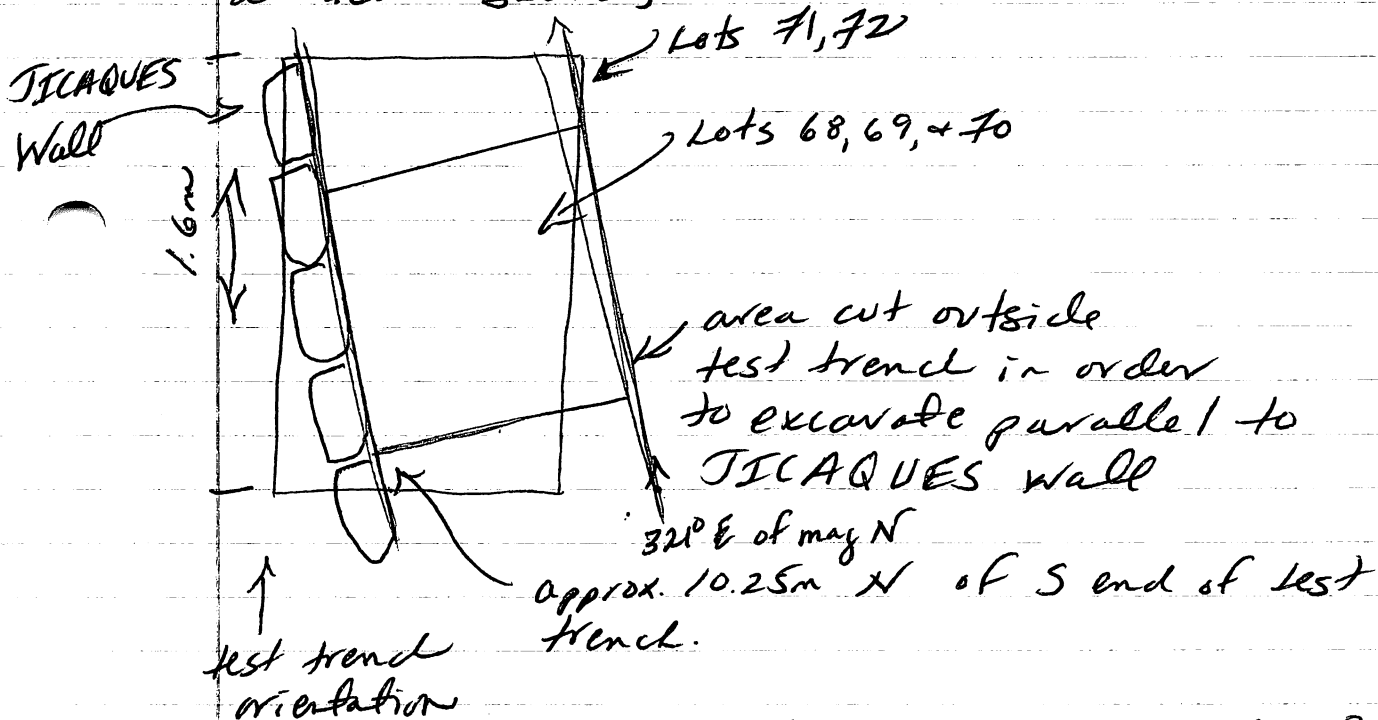 Lots 71, 72
JICAQUES
Wall
Lots 68, 69, & 70
1.6m
area cut outside
test trench in order
to excavate parallel to
JICAQUES wall
321° E of mag N
approx. 10.25m N of S end of test
trench.
test trench
orientation